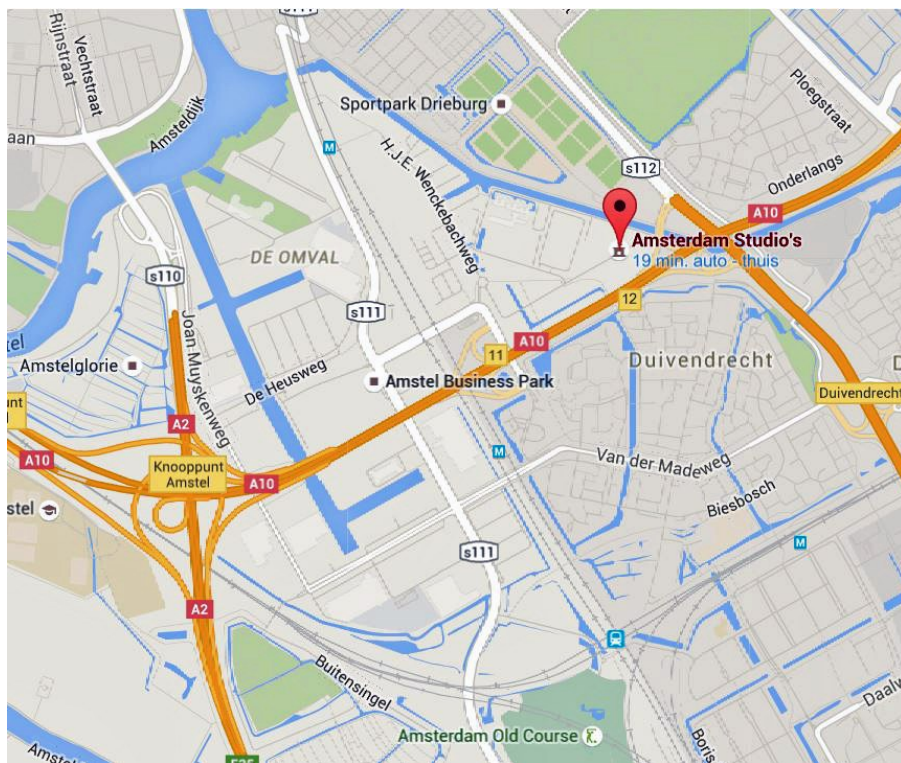 S111
Rijnstraat
Vechtstraat
Amsteldijk
aan
M
Sportpark Drieburg
H.J.E. Wenckebachweg
Ploegstraat
s112
Onderlangs
A10
Amsterdam Studio's
19 min. auto - thuis
DE OMVAL
s110
s111
12
Joan Muyskenweg
A10
11
Duivendrecht
Amstelglorie
De Heusweg
Amstel Business Park
Duivendrecht
A2
M
Van der Madeweg
A10
Knooppunt
Amstel
A10
Biesbosch
stel
M
s111
A2
Buitensingel
Amsterdam Old Course
Boris
Daalw